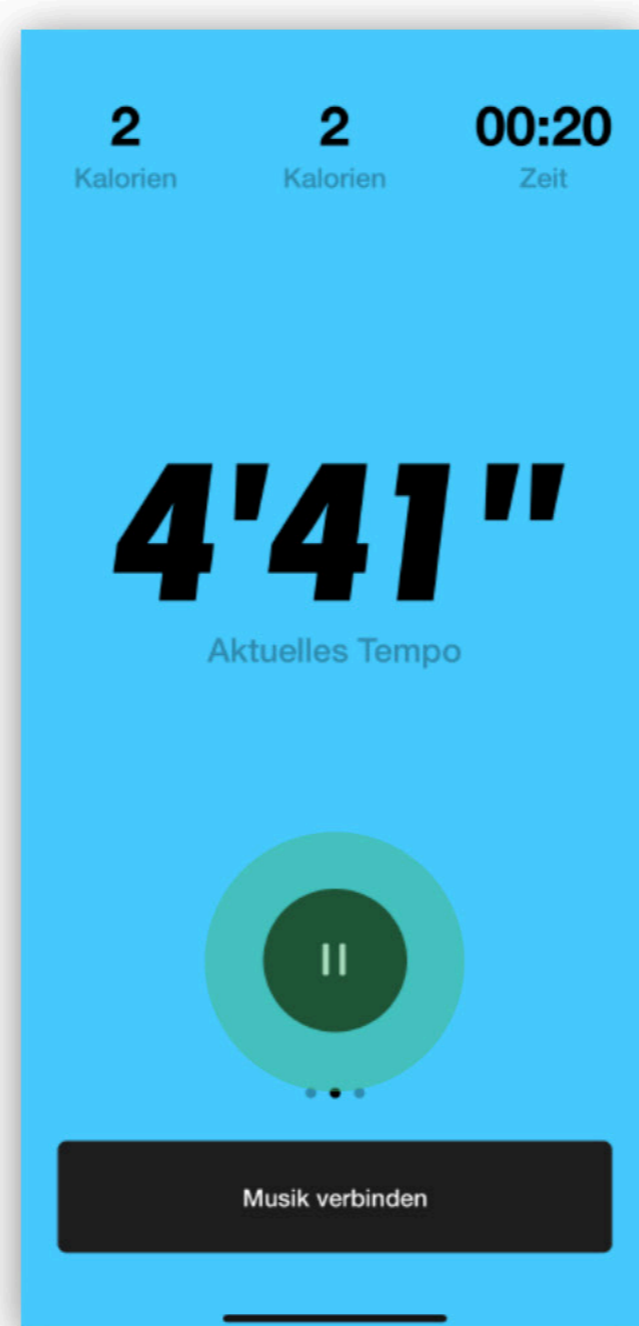 2 2 00:20
Kalorien Kalorien Zeit
4'41"
Aktuelles Tempo
Musik verbinden